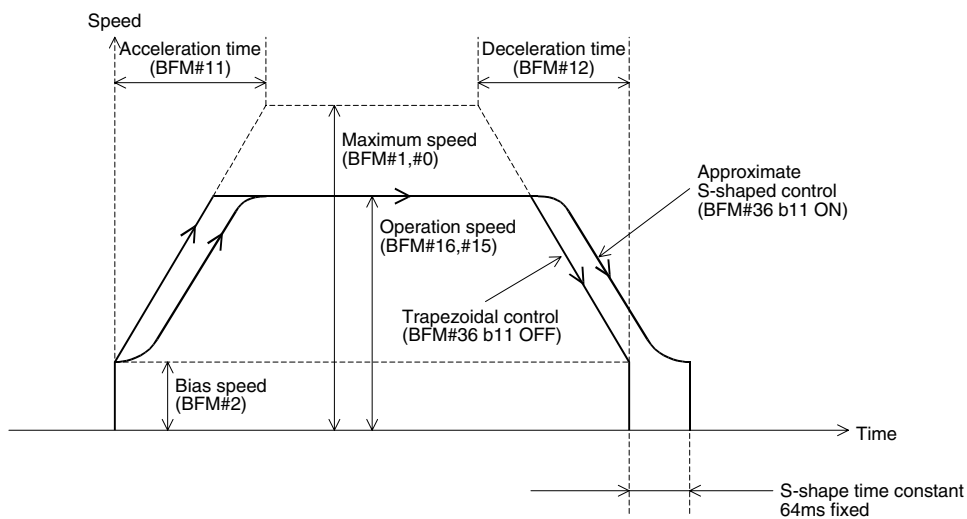 Speed
Acceleration time
(BFM#11)
Deceleration time
(BFM#12)
Maximum speed
(BFM#1,#0)
Approximate
S-shaped control
(BFM#36 b11 ON)
Operation speed
(BFM#16,#15)
Trapezoidal control
(BFM#36 b11 OFF)
Bias speed
(BFM#2)
Time
S-shape time constant
64ms fixed